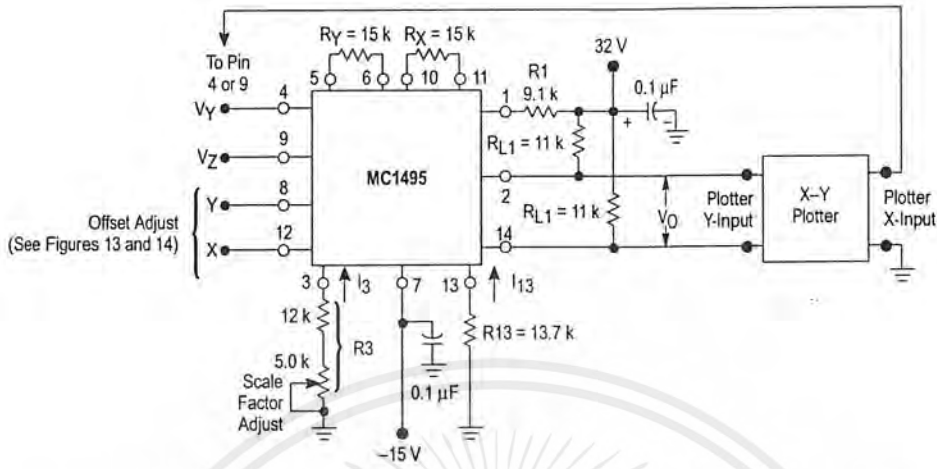 To Pin
4 or 9
RY = 15 k
RX = 15 k
5
6
10
11
32 V
R1
9.1 k
0.1 μF
+
–
VY
4
1
VZ
9
RL1 = 11 k
MC1495
2
Offset Adjust
(See Figures 13 and 14)
Y
8
X
12
RL1 = 11 k
14
VO
Plotter
Y-Input
X–Y
Plotter
Plotter
X-Input
3
I3
7
13
I13
12 k
R3
5.0 k
Scale
Factor
Adjust
0.1 μF
R13 = 13.7 k
–15 V